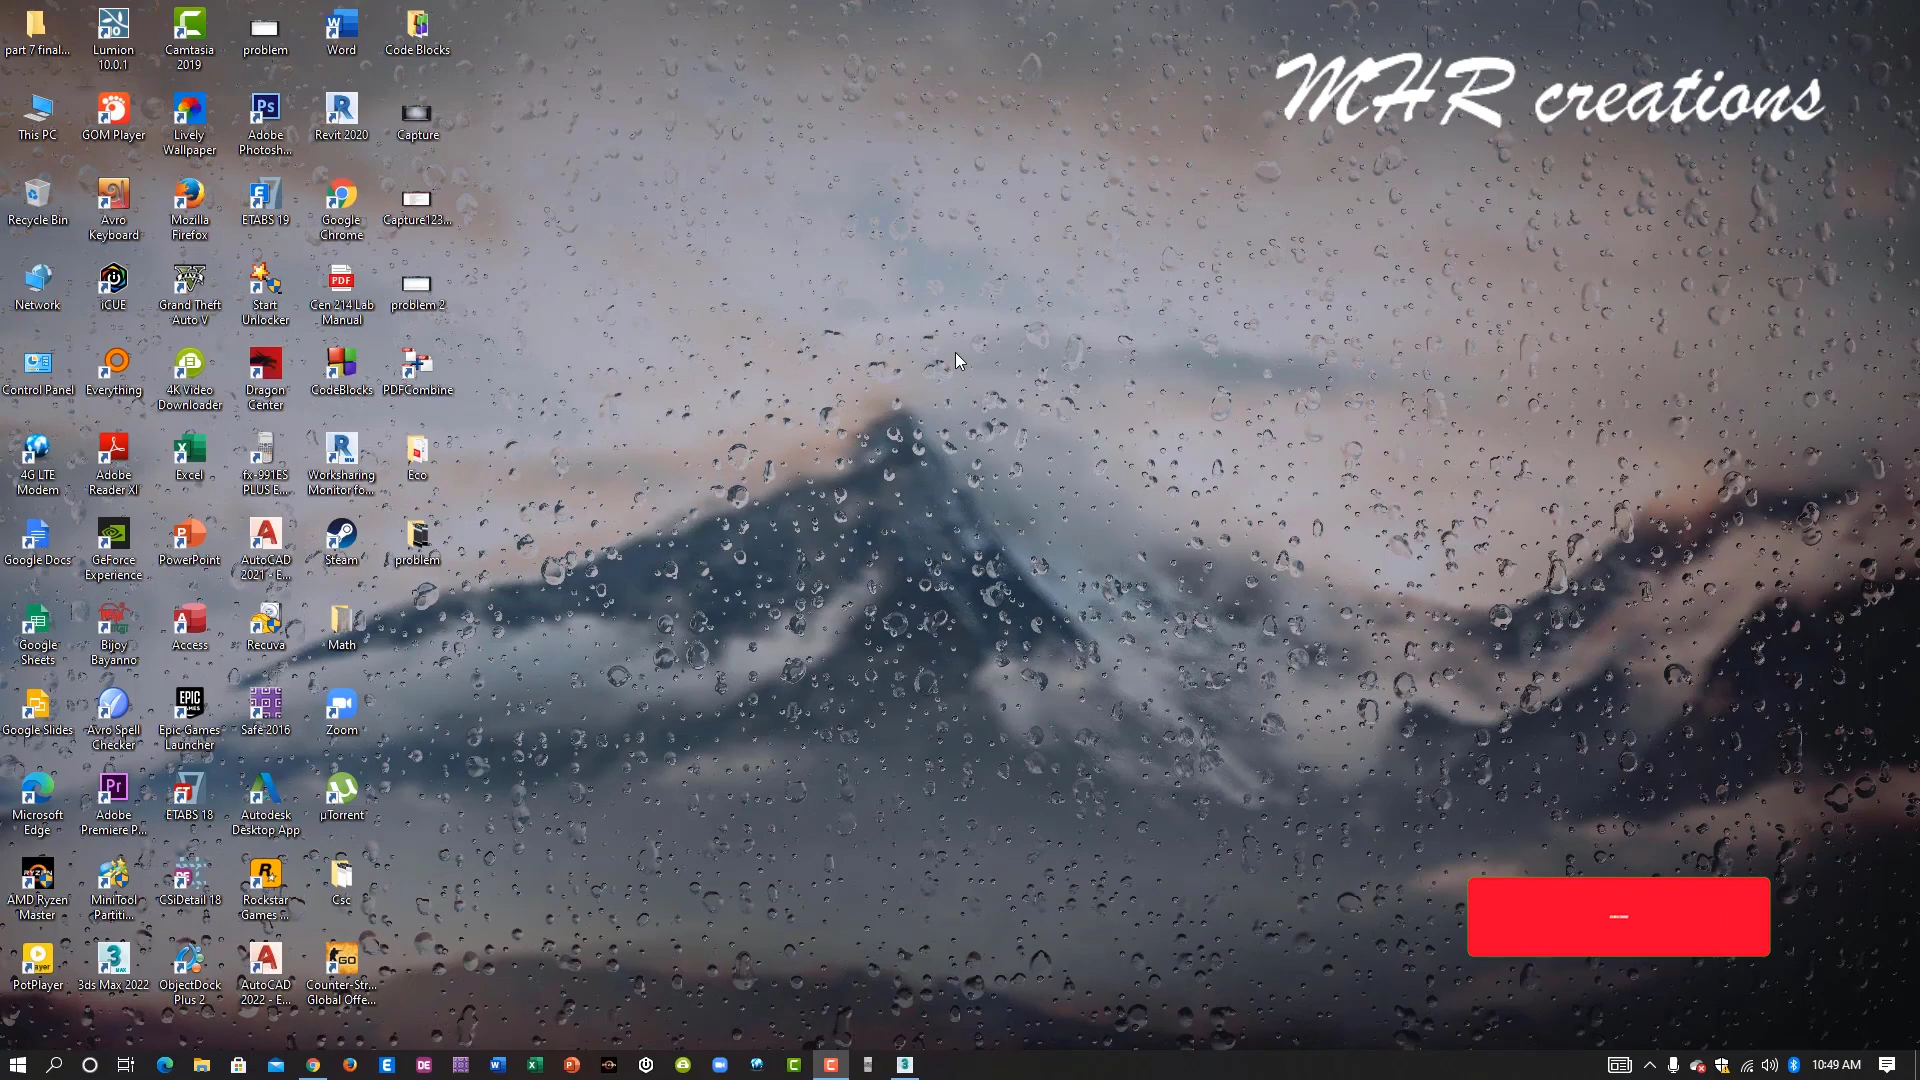 MHR creations
part 7 final...
Lumion
10.0.1
Camtasia
2019
problem
Word
Code Blocks
This PC
GOM Player
Lively
Wallpaper
Adobe
Photosh...
Revit 2020
Capture
Recycle Bin
Avro
Keyboard
Mozilla
Firefox
ETABS 19
Google
Chrome
Capture123...
Network
iCUE
Grand Theft
Auto V
Start
Unlocker
Cen 214 Lab
Manual
problem 2
Control Panel
Everything
4K Video
Downloader
Dragon
Center
CodeBlocks
PDFCombine
4G LTE
Modem
Adobe
Reader XI
Excel
fx-991ES
PLUS E...
Worksharing
Monitor fo...
Eco
Google Docs
GeForce
Experience
PowerPoint
AutoCAD
2021 - E...
Steam
problem
Google
Sheets
Bijoy
Bayanno
Access
Recuva
Math
Google Slides
Avro Spell
Checker
Epic Games
Launcher
Safe 2016
Zoom
Microsoft
Edge
Adobe
Premiere P...
ETABS 18
Autodesk
Desktop App
µTorrent
AMD Ryzen
Master
MiniTool
Partiti...
CSiDetail 18
Rockstar
Games ...
Csc
PotPlayer
3ds Max 2022
ObjectDock
Plus 2
AutoCAD
2022 - E...
Counter-Str...
Global Offe...
10:49 AM